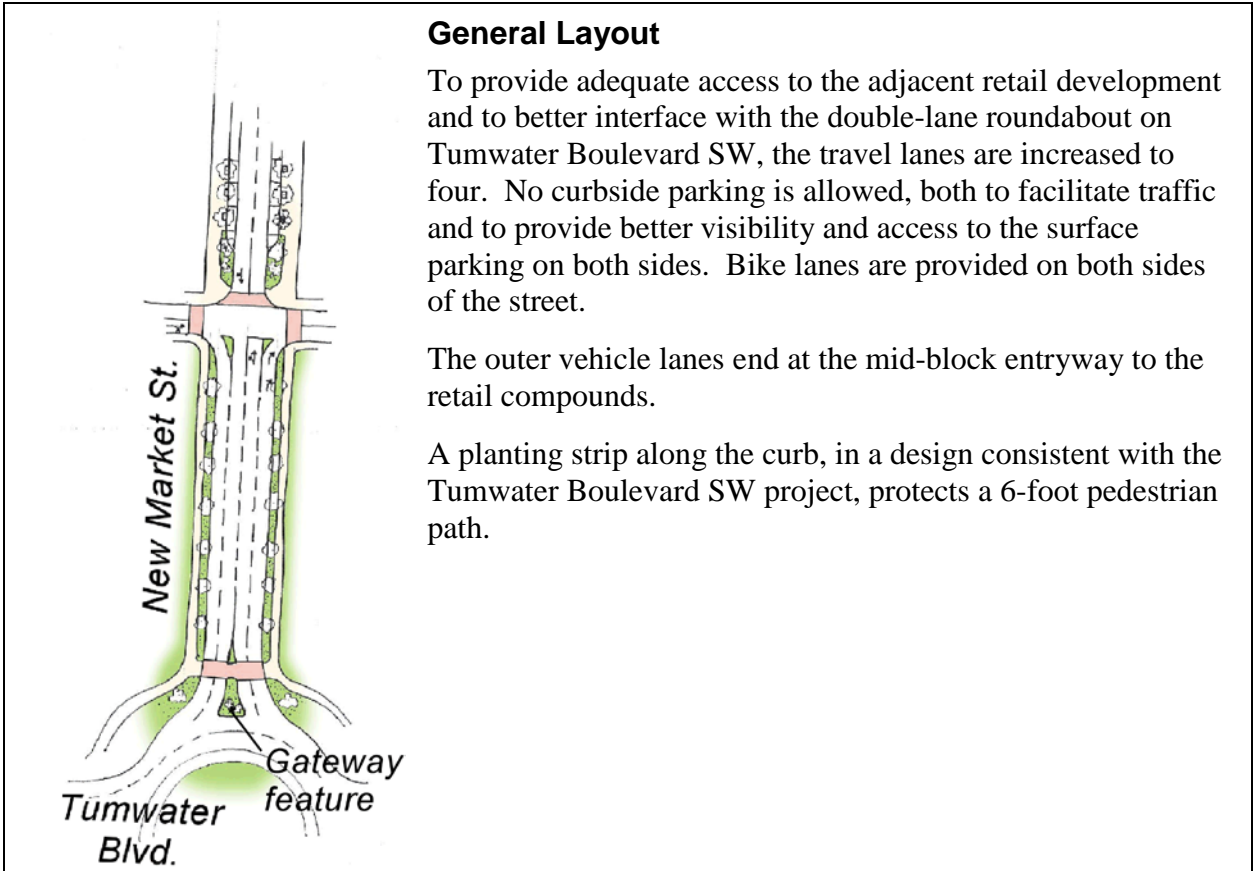 General Layout
To provide adequate access to the adjacent retail development
and to better interface with the double-lane roundabout on
Tumwater Boulevard SW, the travel lanes are increased to
four.  No curbside parking is allowed, both to facilitate traffic
and to provide better visibility and access to the surface
parking on both sides.  Bike lanes are provided on both sides
of the street.
The outer vehicle lanes end at the mid-block entryway to the
retail compounds.
A planting strip along the curb, in a design consistent with the
Tumwater Boulevard SW project, protects a 6-foot pedestrian
path.
New Market St.
Gateway
feature
Tumwater
Blvd.